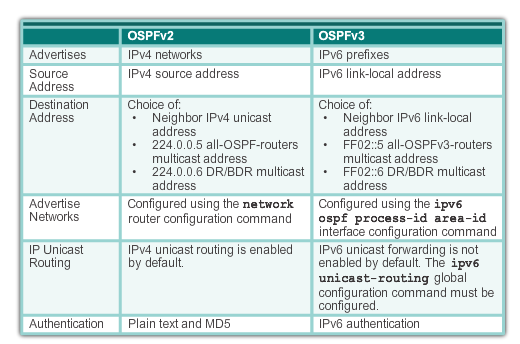 OSPFv2 OSPFv3
Advertises IPv4 networks IPv6 prefixes
Source Address IPv4 source address IPv6 link-local address
Destination Address
Choice of:
• Neighbor IPv4 unicast
address
• 224.0.0.5 all-OSPF-routers
multicast address
• 224.0.0.6 DR/BDR multicast
address
Choice of:
• Neighbor IPv6 link-local
address
• FF02::5 all-OSPFv3-routers
multicast address
• FF02::6 DR/BDR multicast
address
Advertise
Networks
Configured using the network
router configuration command
Configured using the ipv6
ospf process-id area-id
interface configuration command
IP Unicast
Routing
IPv4 unicast routing is enabled
by default.
IPv6 unicast forwarding is not
enabled by default. The ipv6
unicast-routing global
configuration command must be
configured.
Authentication Plain text and MD5 IPv6 authentication